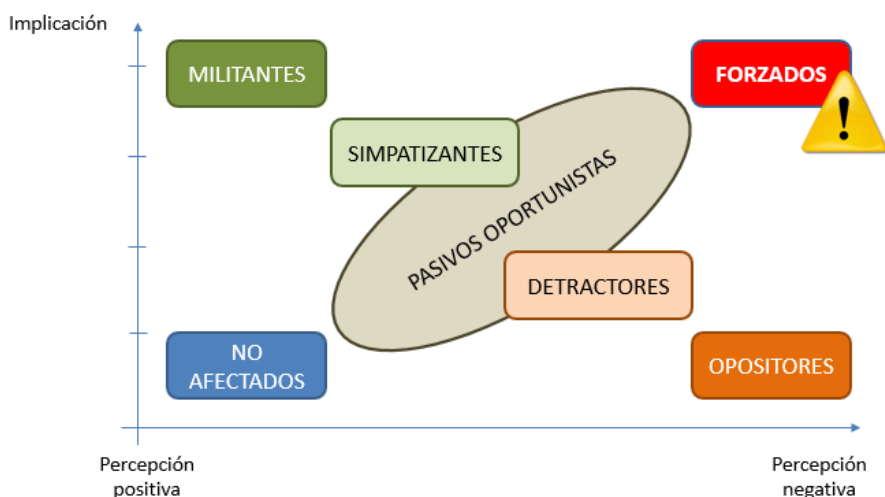 Implicación
MILITANTES
FORZADOS
!
SIMPATIZANTES
PASIVOS OPORTUNISTAS
DETRACTORES
NO
AFECTADOS
OPOSITORES
Percepción
positiva
Percepción
negativa